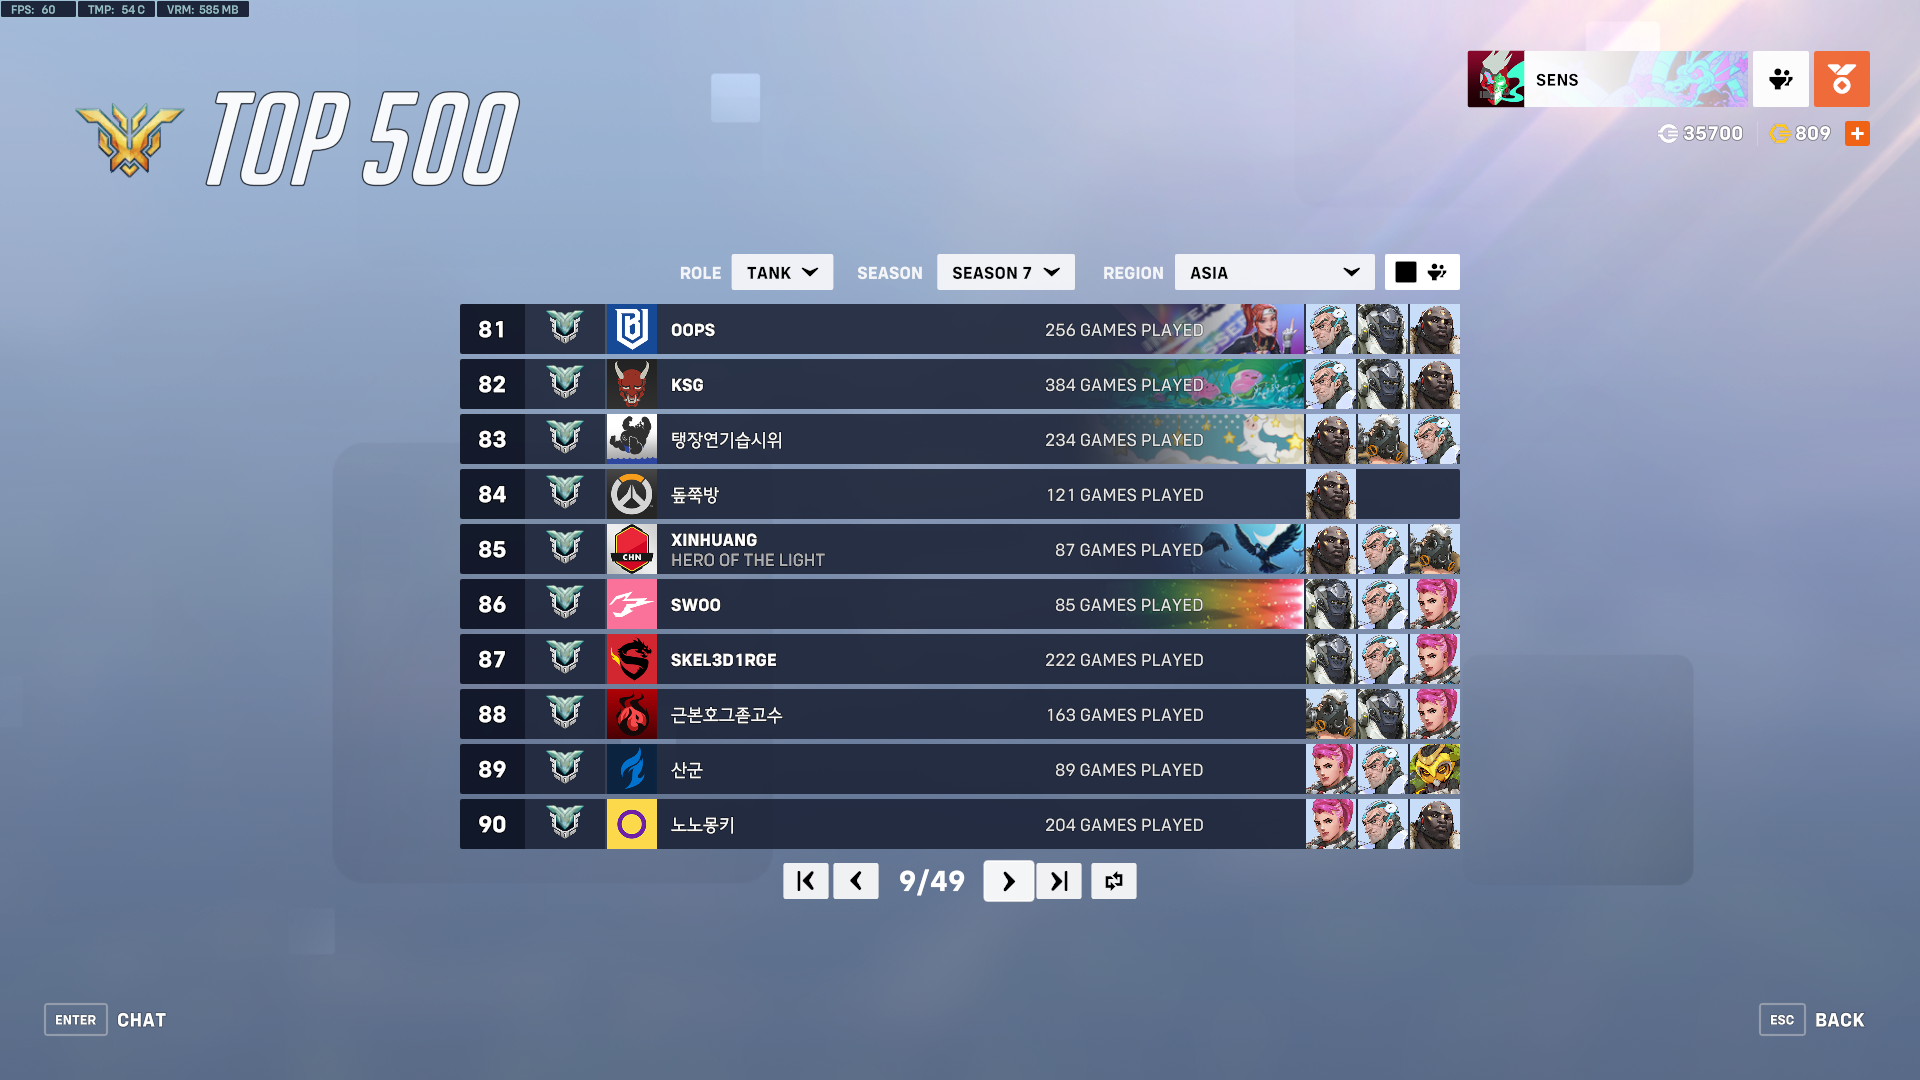 FPS: 60 TMP: 54 C VRM: 585 MB
TOP 500
SENS
35700 809
ROLE TANK SEASON SEASON 7 REGION ASIA
81 OOPS 256 GAMES PLAYED
82 KSG 384 GAMES PLAYED
83 탱장연기습시위 234 GAMES PLAYED
84 둪쪽방 121 GAMES PLAYED
85 CHN XINHUANG 87 GAMES PLAYED
HERO OF THE LIGHT
86 SWOO 85 GAMES PLAYED
87 SKEL3D1RGE 222 GAMES PLAYED
88 근본호그졷고수 163 GAMES PLAYED
89 산군 89 GAMES PLAYED
90 노노몽키 204 GAMES PLAYED
9/49
ENTER CHAT
ESC BACK